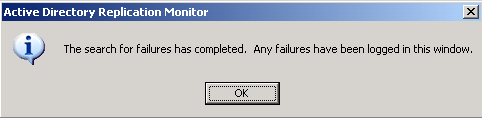 Active Directory Replication Monitor
The search for failures has completed.  Any failures have been logged in this window.
OK